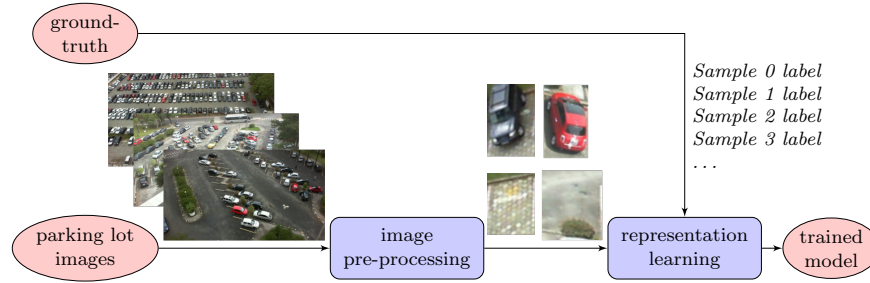 ground-
truth
Sample 0 label
Sample 1 label
Sample 2 label
Sample 3 label
...
parking lot
images
image
pre-processing
representation
learning
trained
model